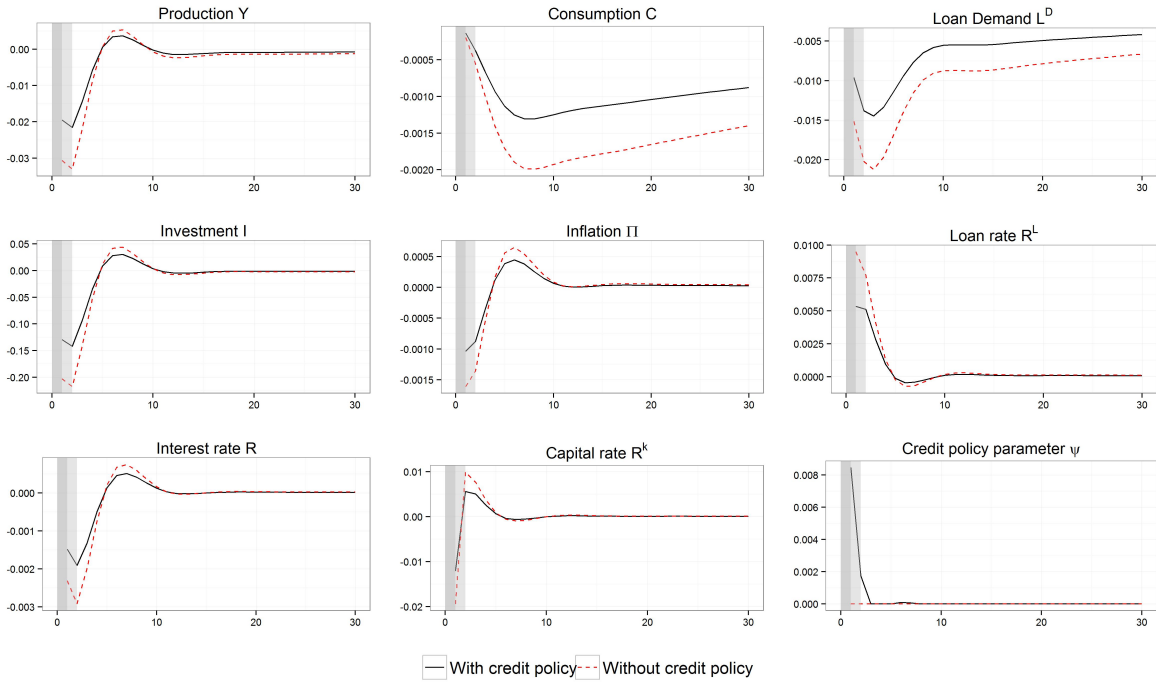 Production Y
0.00
-0.01
-0.02
-0.03
0 10 20 30
Consumption C
-0.0005
-0.0010
-0.0015
-0.0020
0 10 20 30
Loan Demand L^D
-0.005
-0.010
-0.015
-0.020
0 10 20 30
Investment I
0.05
0.00
-0.05
-0.10
-0.15
-0.20
0 10 20 30
Inflation Π
0.0005
0.0000
-0.0005
-0.0010
-0.0015
0 10 20 30
Loan rate R^L
0.0100
0.0075
0.0050
0.0025
0.0000
0 10 20 30
Interest rate R
0.000
-0.001
-0.002
-0.003
0 10 20 30
Capital rate R^k
0.01
0.00
-0.01
-0.02
0 10 20 30
Credit policy parameter ψ
0.008
0.006
0.004
0.002
0.000
0 10 20 30
With credit policy Without credit policy